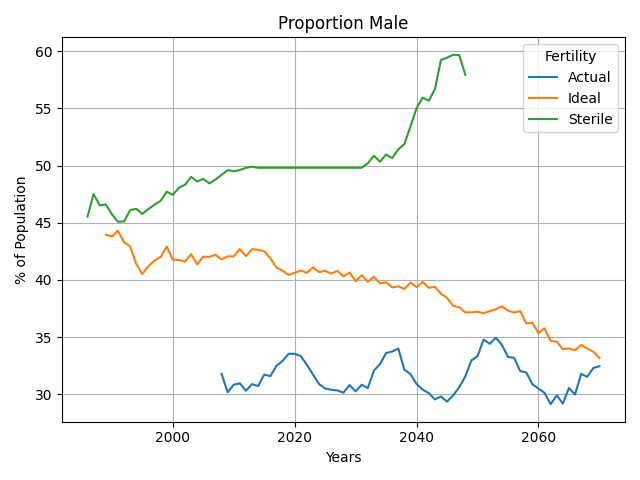 Proportion Male
60
55
50
45
40
35
30
% of Population
2000
2020
2040
2060
Years
Fertility
Actual
Ideal
Sterile